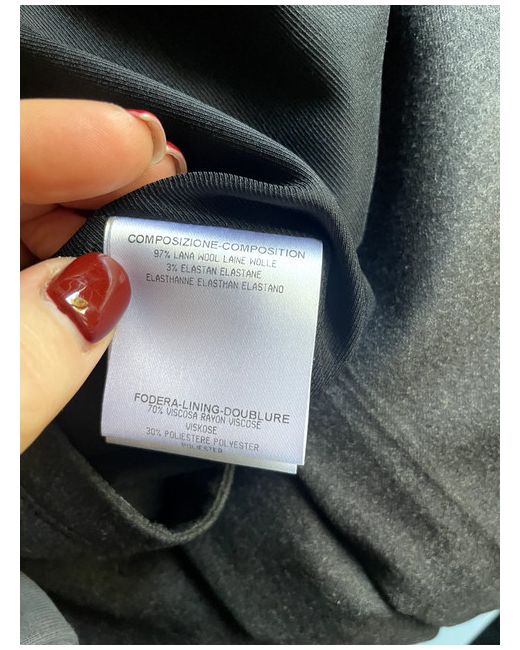 COMPOSIZIONE-COMPOSITION
97% LANA WOOL LAINE WOLLE
3% ELASTAN ELASTANE
ELASTHANNE ELASTHAN ELASTANO
FODERA-LINING-DOUBLURE
70% VISCOSA RAYON VISCOSE
VISKOSE
30% POLIESTERE POLYESTER
POLYESTER